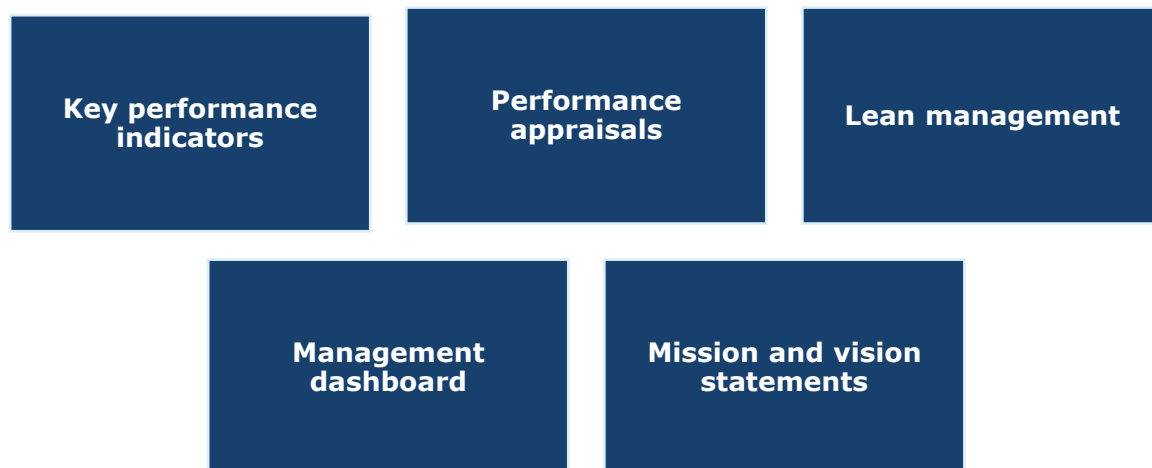 Key performance
indicators
Performance
appraisals
Lean management
Management
dashboard
Mission and vision
statements